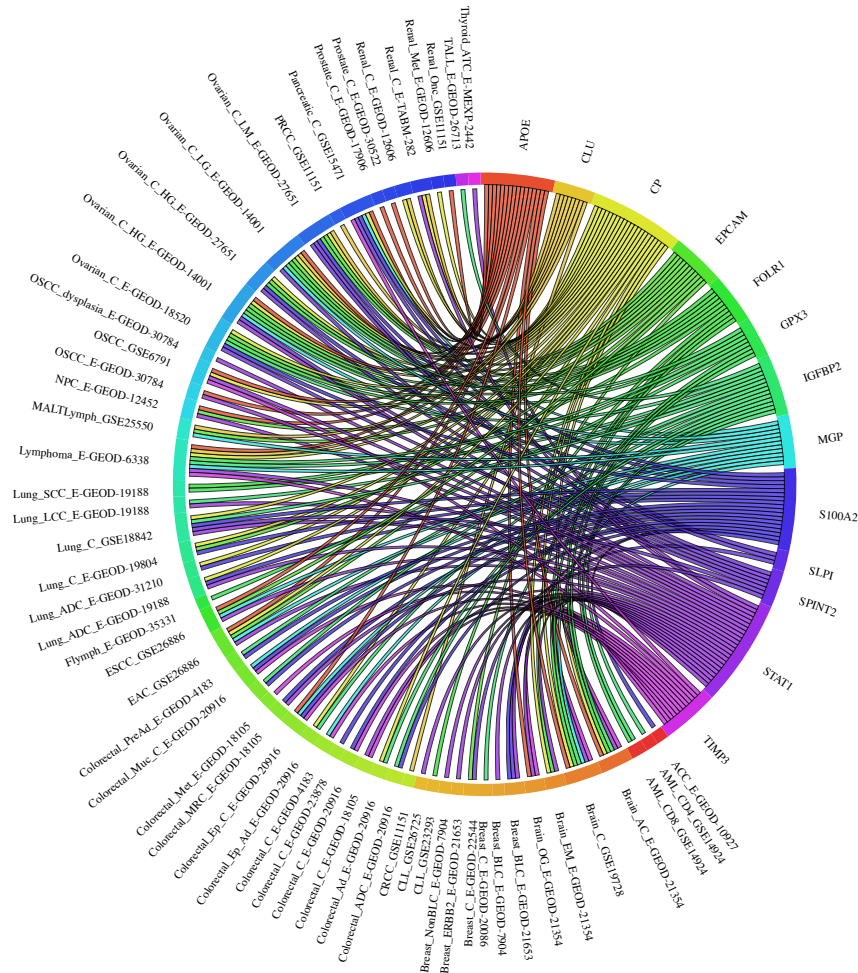 APOE
CLU
CP
EPCAM
FOLR1
GPX3
IGFBP2
MGP
S100A2
SLPI
SPINT2
STAT1
TIMP3
ACC_E-GEOD-10927
AML_CD4_GSE14924
AML_CD8_GSE14924
Brain_AC_E-GEOD-21354
Brain_C_GSE19728
Brain_EM_E-GEOD-21354
Brain_OG_E-GEOD-21354
Breast_BLC_E-GEOD-21653
Breast_BLC_E-GEOD-7904
Breast_C_E-GEOD-20086
Breast_C_E-GEOD-22544
Breast_ERBB2_E-GEOD-21653
Breast_NonBLC_E-GEOD-7904
CLL_GSE23293
CLL_GSE26725
CRCC_GSE11151
Colorectal_ADC_E-GEOD-20916
Colorectal_Ad_E-GEOD-20916
Colorectal_C_E-GEOD-18105
Colorectal_C_E-GEOD-20916
Colorectal_C_E-GEOD-23878
Colorectal_C_E-GEOD-4183
Colorectal_Ep_Ad_E-GEOD-20916
Colorectal_Ep_C_E-GEOD-20916
Colorectal_MRC_E-GEOD-18105
Colorectal_Met_E-GEOD-18105
Colorectal_Muc_C_E-GEOD-20916
Colorectal_PreAd_E-GEOD-4183
EAC_GSE26886
ESCC_GSE26886
Flymph_E-GEOD-35331
Lung_ADC_E-GEOD-19188
Lung_ADC_E-GEOD-31210
Lung_C_E-GEOD-19804
Lung_C_GSE18842
Lung_LCC_E-GEOD-19188
Lung_SCC_E-GEOD-19188
Lymphoma_E-GEOD-6338
MALTLymph_GSE25550
NPC_E-GEOD-12452
OSCC_E-GEOD-30784
OSCC_GSE6791
OSCC_dysplasia_E-GEOD-30784
Ovarian_C_E-GEOD-18520
Ovarian_C_HG_E-GEOD-14001
Ovarian_C_HG_E-GEOD-27651
Ovarian_C_LG_E-GEOD-14001
Ovarian_C_LM_E-GEOD-27651
PRCC_GSE11151
Pancreatic_C_GSE15471
Prostate_C_E-GEOD-17906
Prostate_C_E-GEOD-30522
Renal_C_E-GEOD-12606
Renal_C_E-TABM-282
Renal_Met_E-GEOD-12606
Renal_Onc_GSE11151
TALL_E-GEOD-26713
Thyroid_ATC_E-MEXP-2442